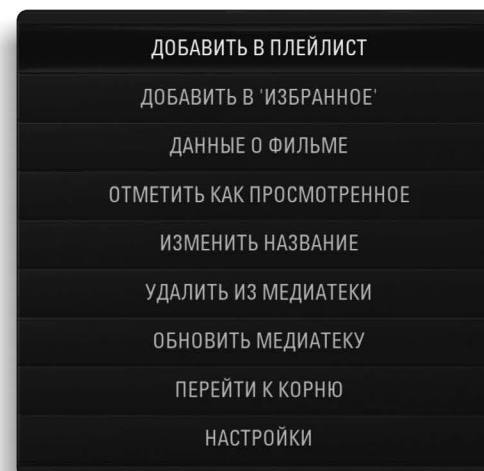 ДОБАВИТЬ В ПЛЕЙЛИСТ
ДОБАВИТЬ В 'ИЗБРАННОЕ'
ДАННЫЕ О ФИЛЬМЕ
ОТМЕТИТЬ КАК ПРОСМОТРЕННОЕ
ИЗМЕНИТЬ НАЗВАНИЕ
УДАЛИТЬ ИЗ МЕДИАТЕКИ
ОБНОВИТЬ МЕДИАТЕКУ
ПЕРЕЙТИ К КОРНЮ
НАСТРОЙКИ